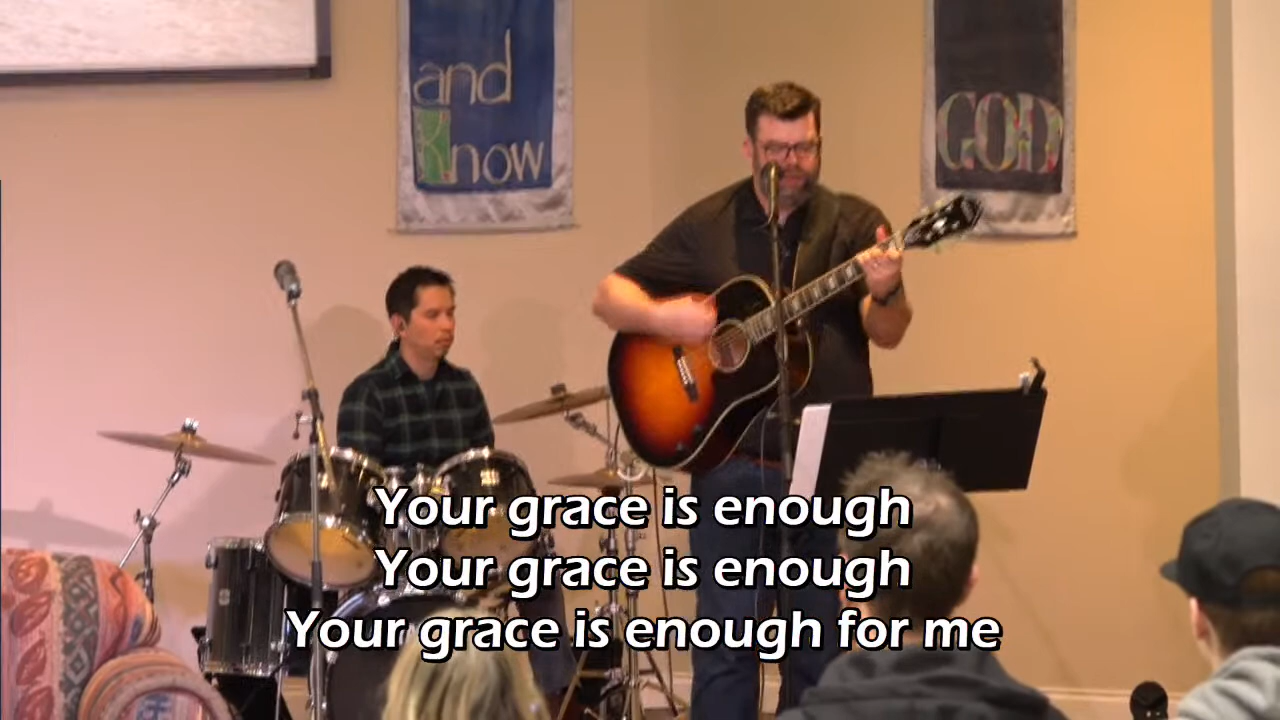 and
Know
GOD
Your grace is enough
Your grace is enough
Your grace is enough for me